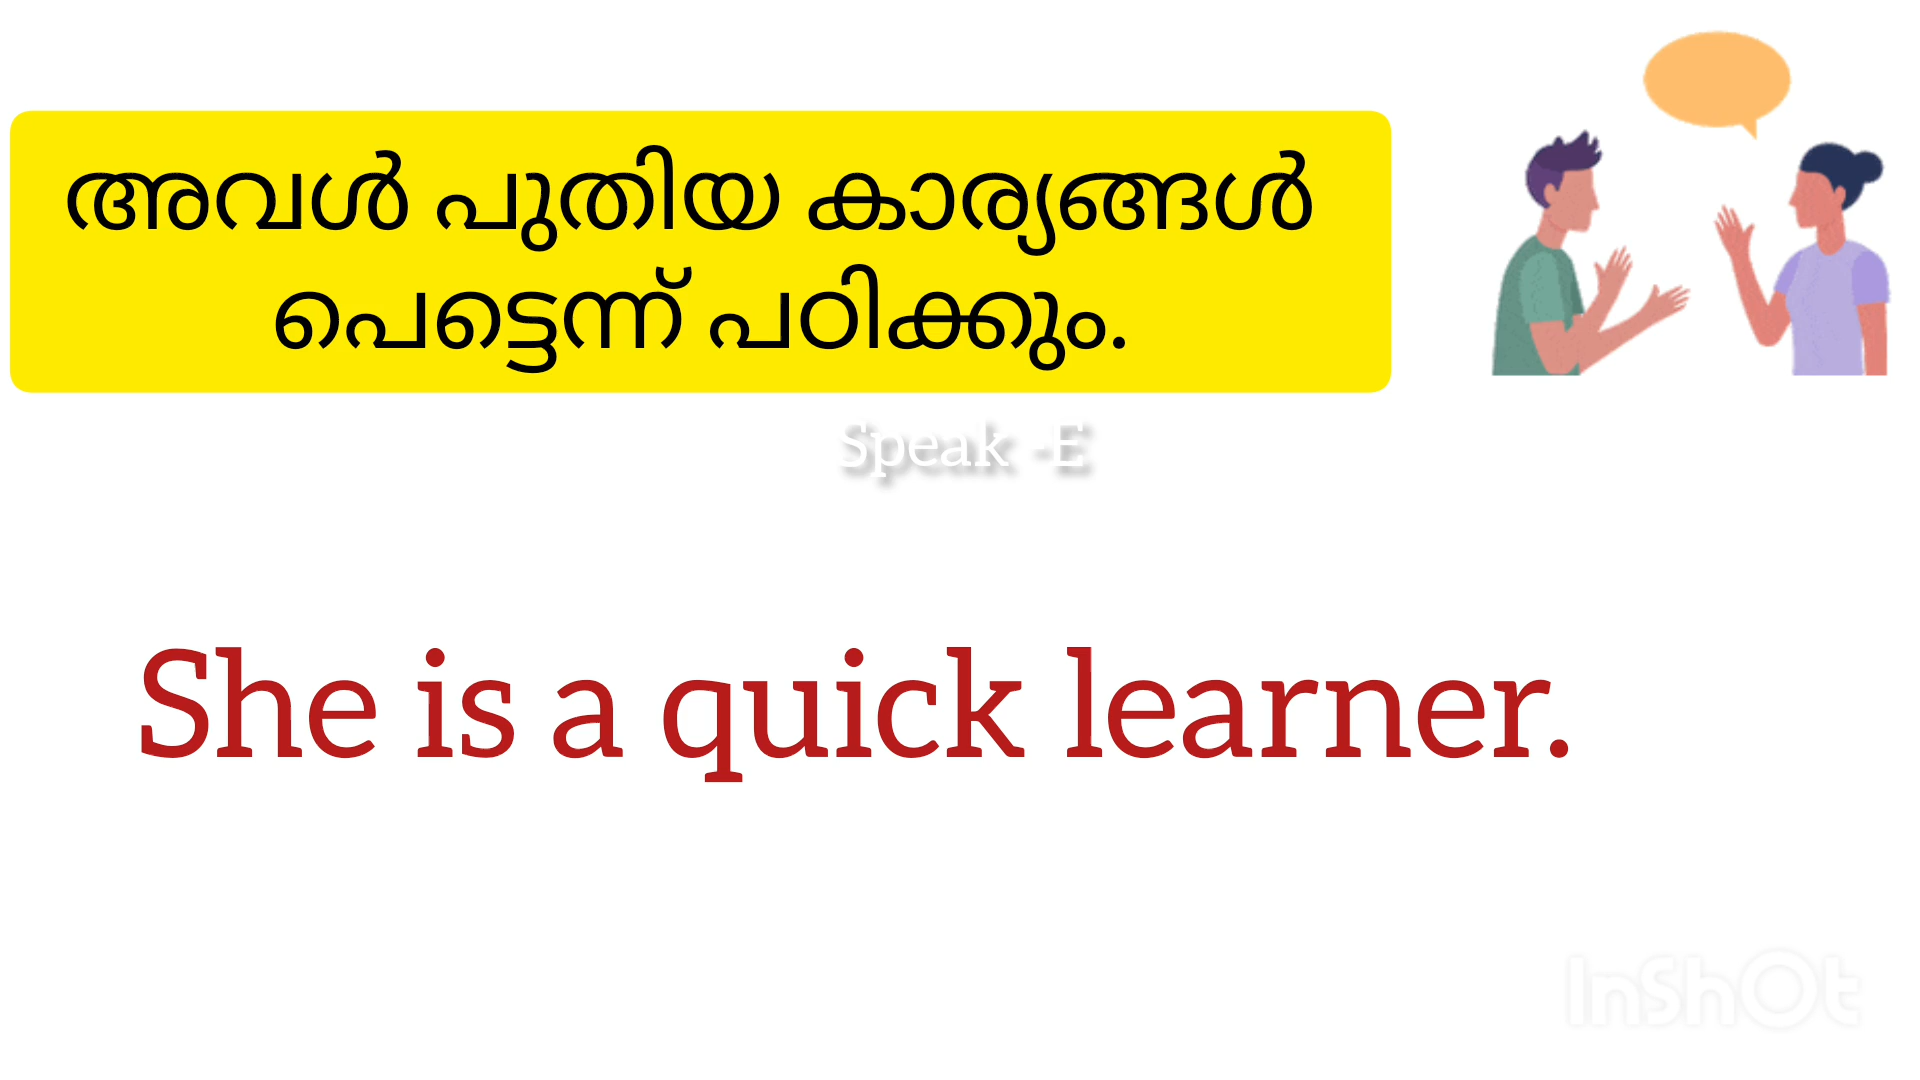 അവൾ പുതിയ കാര്യങ്ങൾ
പെട്ടെന്ന് പഠിക്കും.
Speak -E
She is a quick learner.
InShOt